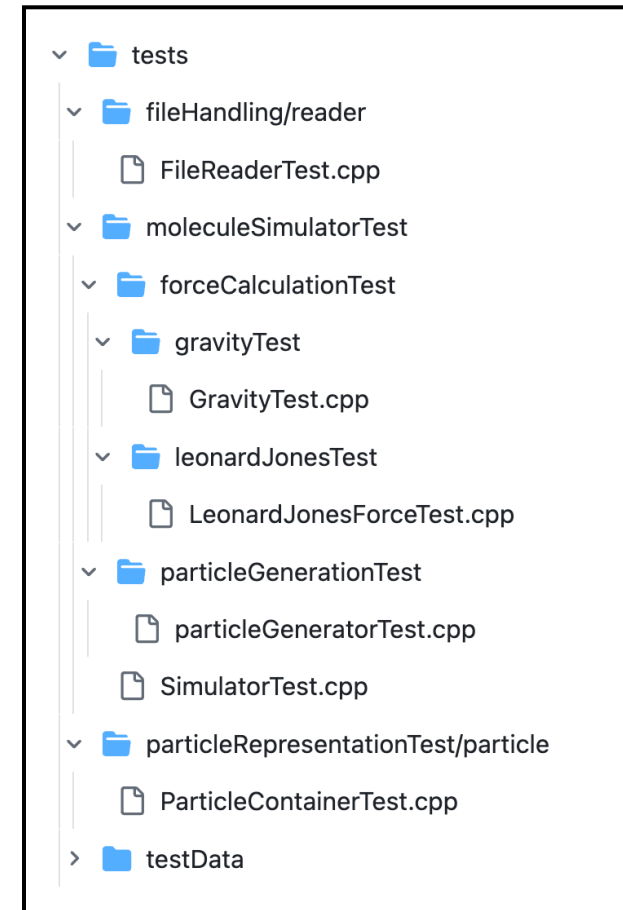 tests
fileHandling/reader
FileReaderTest.cpp
moleculeSimulatorTest
forceCalculationTest
gravityTest
GravityTest.cpp
leonardJonesTest
LeonardJonesForceTest.cpp
particleGenerationTest
particleGeneratorTest.cpp
SimulatorTest.cpp
particleRepresentationTest/particle
ParticleContainerTest.cpp
testData